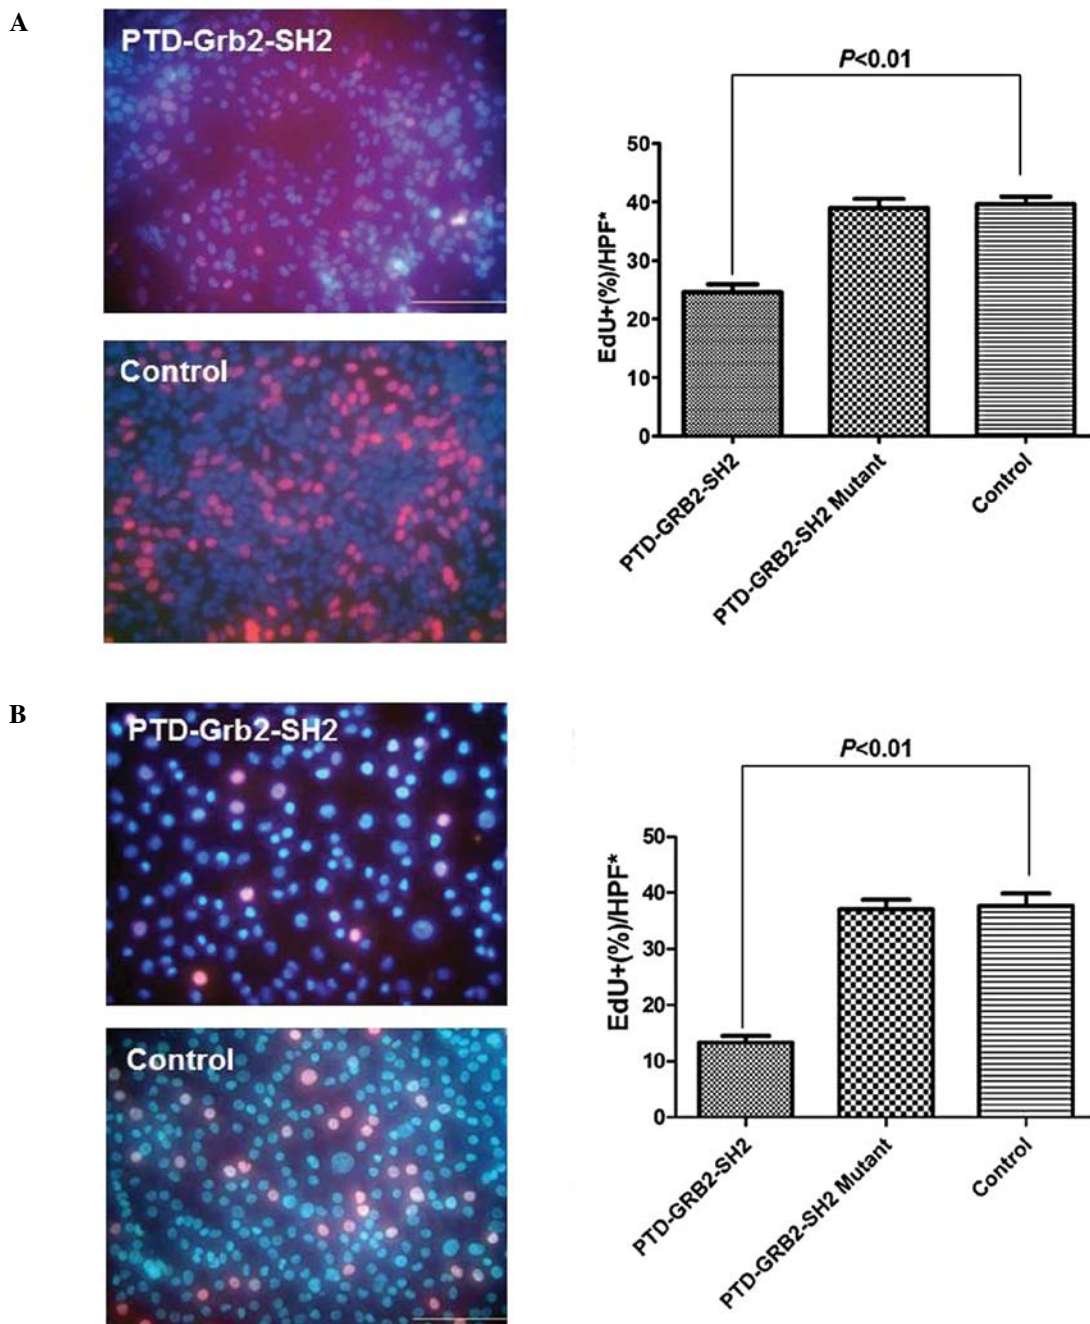 A
PTD-Grb2-SH2
Control
P<0.01
EdU+(%)/HPF*
50
40
30
20
10
0
PTD-GRB2-SH2
PTD-GRB2-SH2 Mutant
Control
B
PTD-Grb2-SH2
Control
P<0.01
EdU+(%)/HPF*
50
40
30
20
10
0
PTD-GRB2-SH2
PTD-GRB2-SH2 Mutant
Control